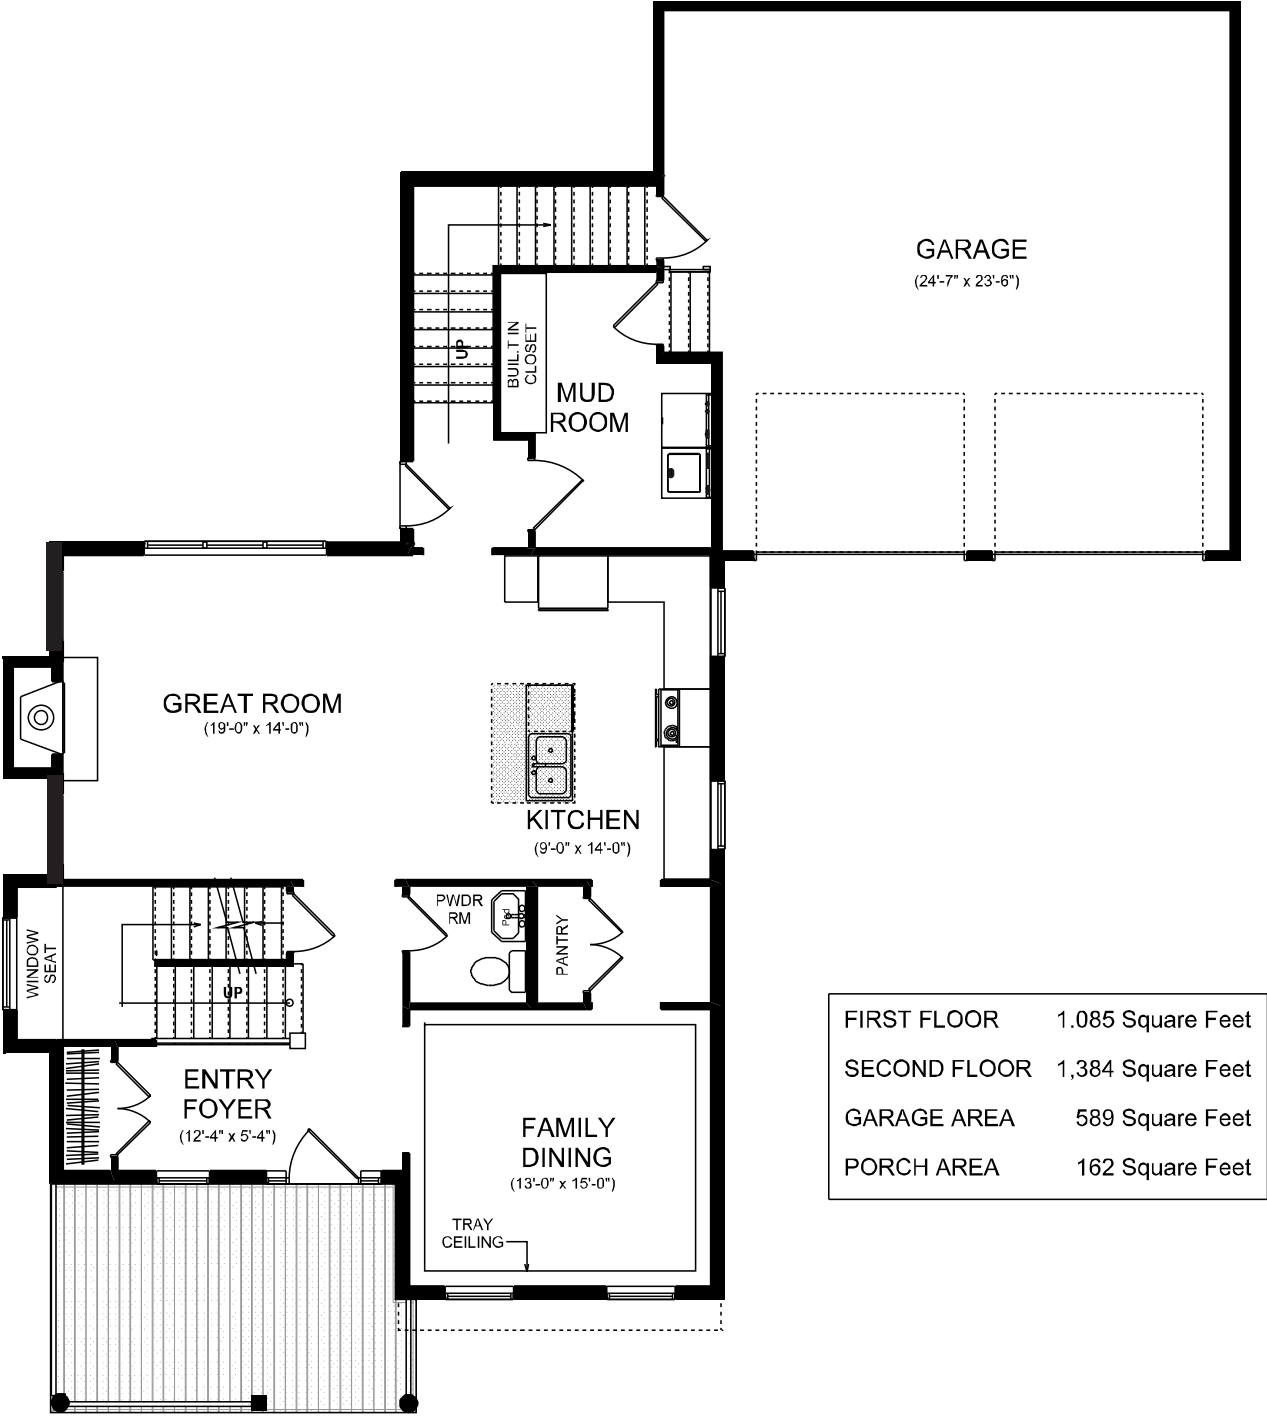 GARAGE
(24'-7" x 23'-6")
UP
BUIL.T IN
CLOSET
MUD
ROOM
GREAT ROOM
(19'-0" x 14'-0")
KITCHEN
(9'-0" x 14'-0")
PWDR
RM
Ped
PANTRY
WINDOW
SEAT
UP
ENTRY
FOYER
(12'-4" x 5'-4")
FAMILY
DINING
(13'-0" x 15'-0")
TRAY
CEILING
FIRST FLOOR 1.085 Square Feet
SECOND FLOOR 1,384 Square Feet
GARAGE AREA 589 Square Feet
PORCH AREA 162 Square Feet